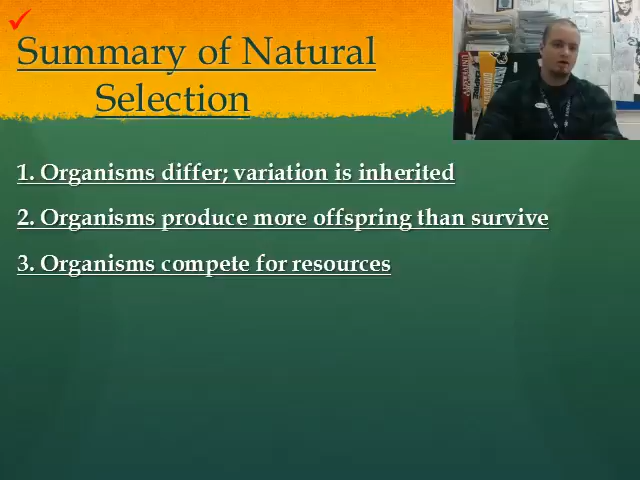 Summary of Natural
Selection
1. Organisms differ; variation is inherited
2. Organisms produce more offspring than survive
3. Organisms compete for resources